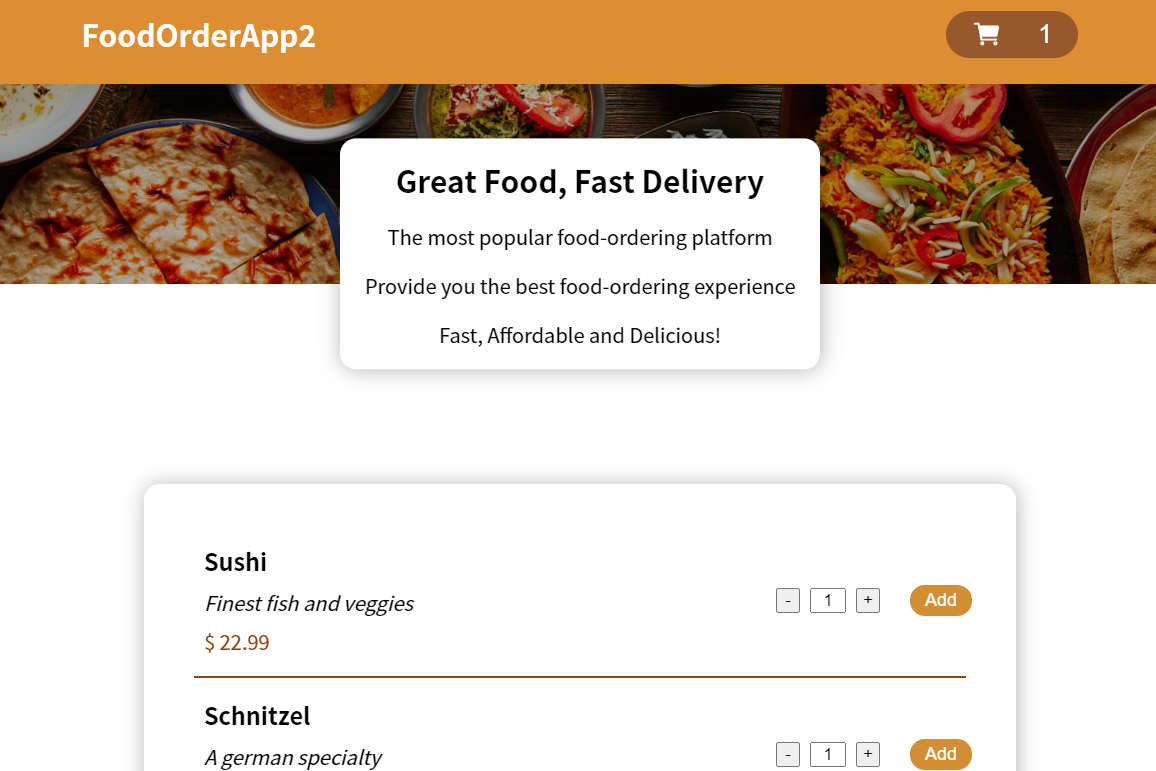 FoodOrderApp2
1
Great Food, Fast Delivery
The most popular food-ordering platform
Provide you the best food-ordering experience
Fast, Affordable and Delicious!
Sushi
Finest fish and veggies
- 1 + Add
$ 22.99
Schnitzel
A german specialty
- 1 + Add